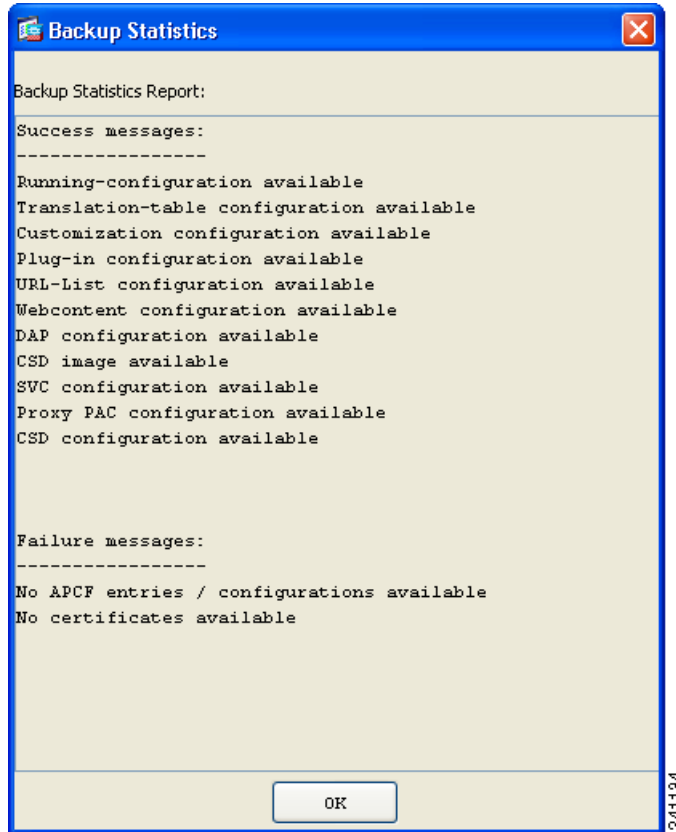 Backup Statistics
Backup Statistics Report:
Success messages:
-----------------
Running-configuration available
Translation-table configuration available
Customization configuration available
Plug-in configuration available
URL-List configuration available
Webcontent configuration available
DAP configuration available
CSD image available
SVC configuration available
Proxy PAC configuration available
CSD configuration available
Failure messages:
-----------------
No APCF entries / configurations available
No certificates available
OK
241194